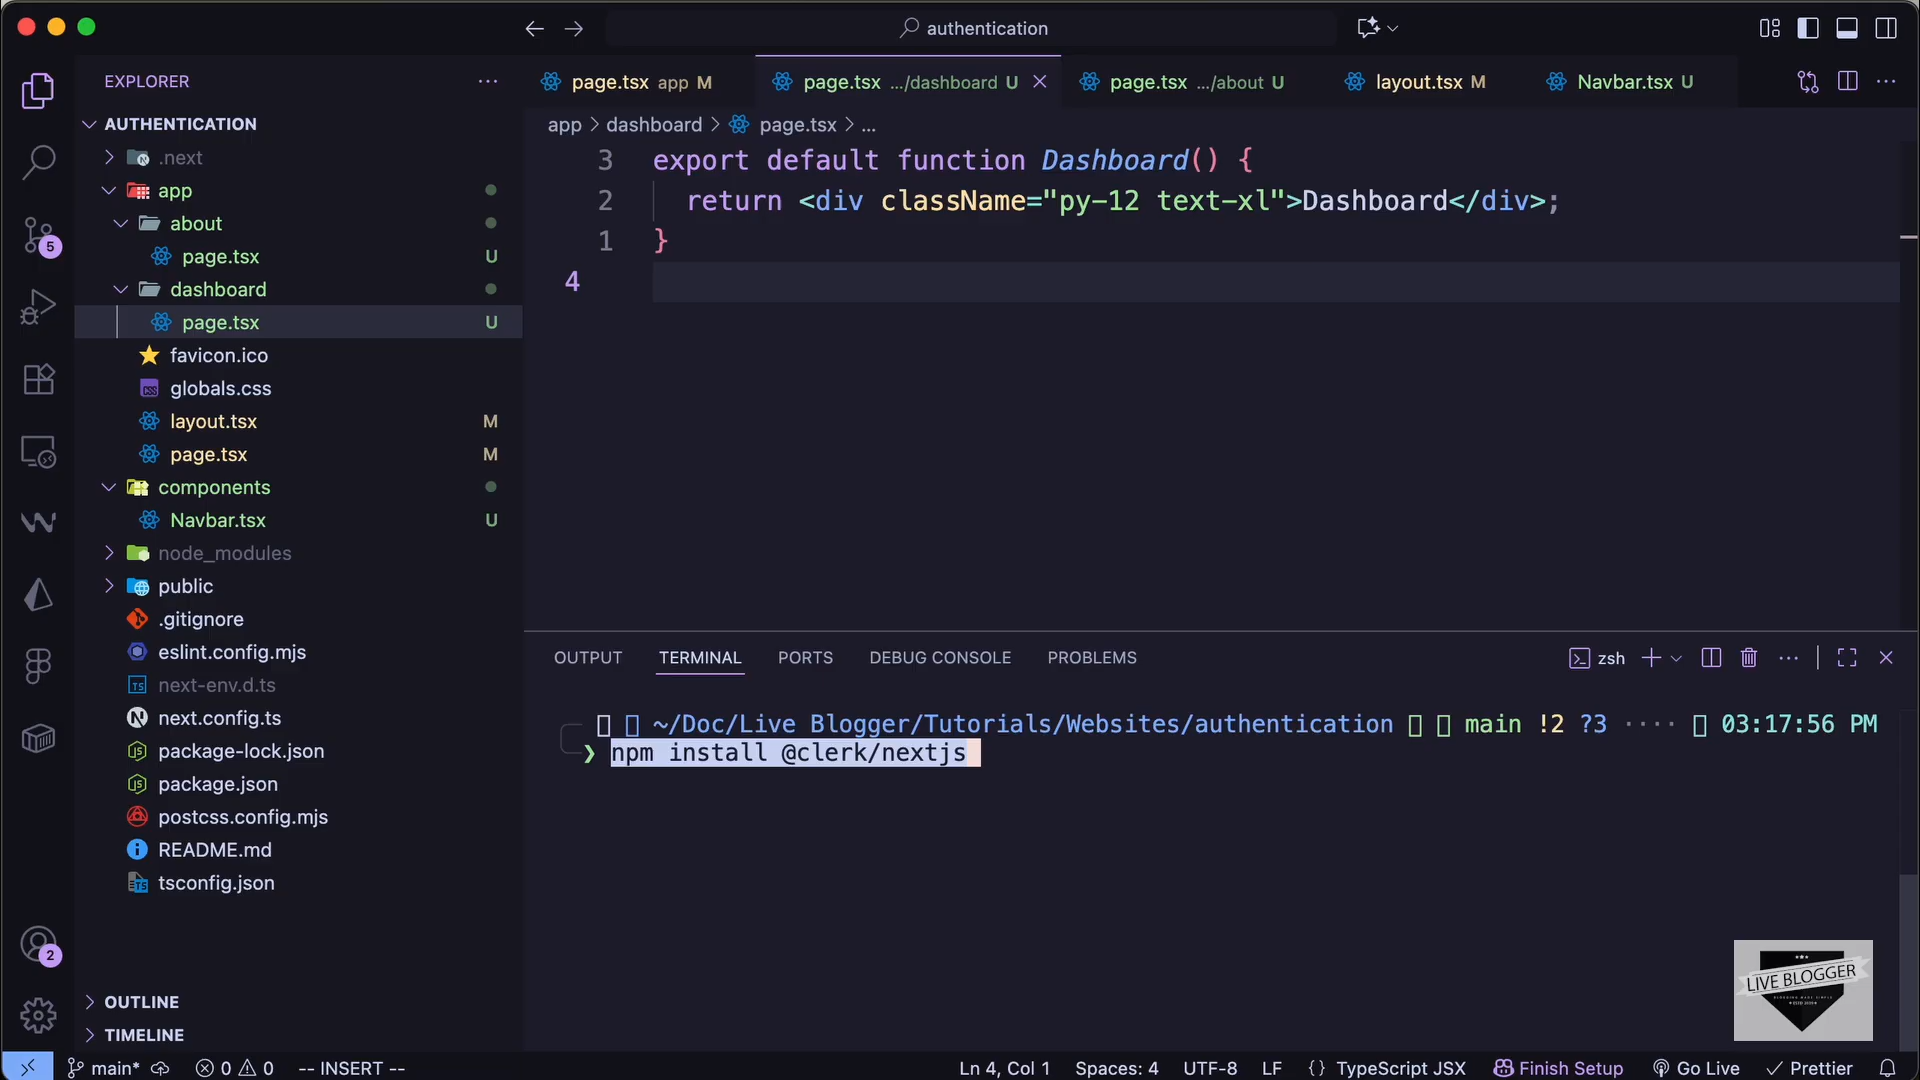 authentication
EXPLORER
AUTHENTICATION
.next
app
about
page.tsx U
dashboard
page.tsx U
favicon.ico
globals.css
layout.tsx M
page.tsx M
components
Navbar.tsx U
node_modules
public
.gitignore
eslint.config.mjs
next-env.d.ts
next.config.ts
package-lock.json
package.json
postcss.config.mjs
README.md
tsconfig.json
OUTLINE
TIMELINE
5
2
page.tsx app M
page.tsx .../dashboard U
page.tsx .../about U
layout.tsx M
Navbar.tsx U
app > dashboard > page.tsx > ...
3 export default function Dashboard() {
2 return <div className="py-12 text-xl">Dashboard</div>;
1 }
4
OUTPUT TERMINAL PORTS DEBUG CONSOLE PROBLEMS
zsh
~/Doc/Live Blogger/Tutorials/Websites/authentication main !2 ?3 ···· 03:17:56 PM
❯ npm install @clerk/nextjs
LIVE BLOGGER
main* 0 0 -- INSERT --
Ln 4, Col 1 Spaces: 4 UTF-8 LF {} TypeScript JSX Finish Setup Go Live Prettier